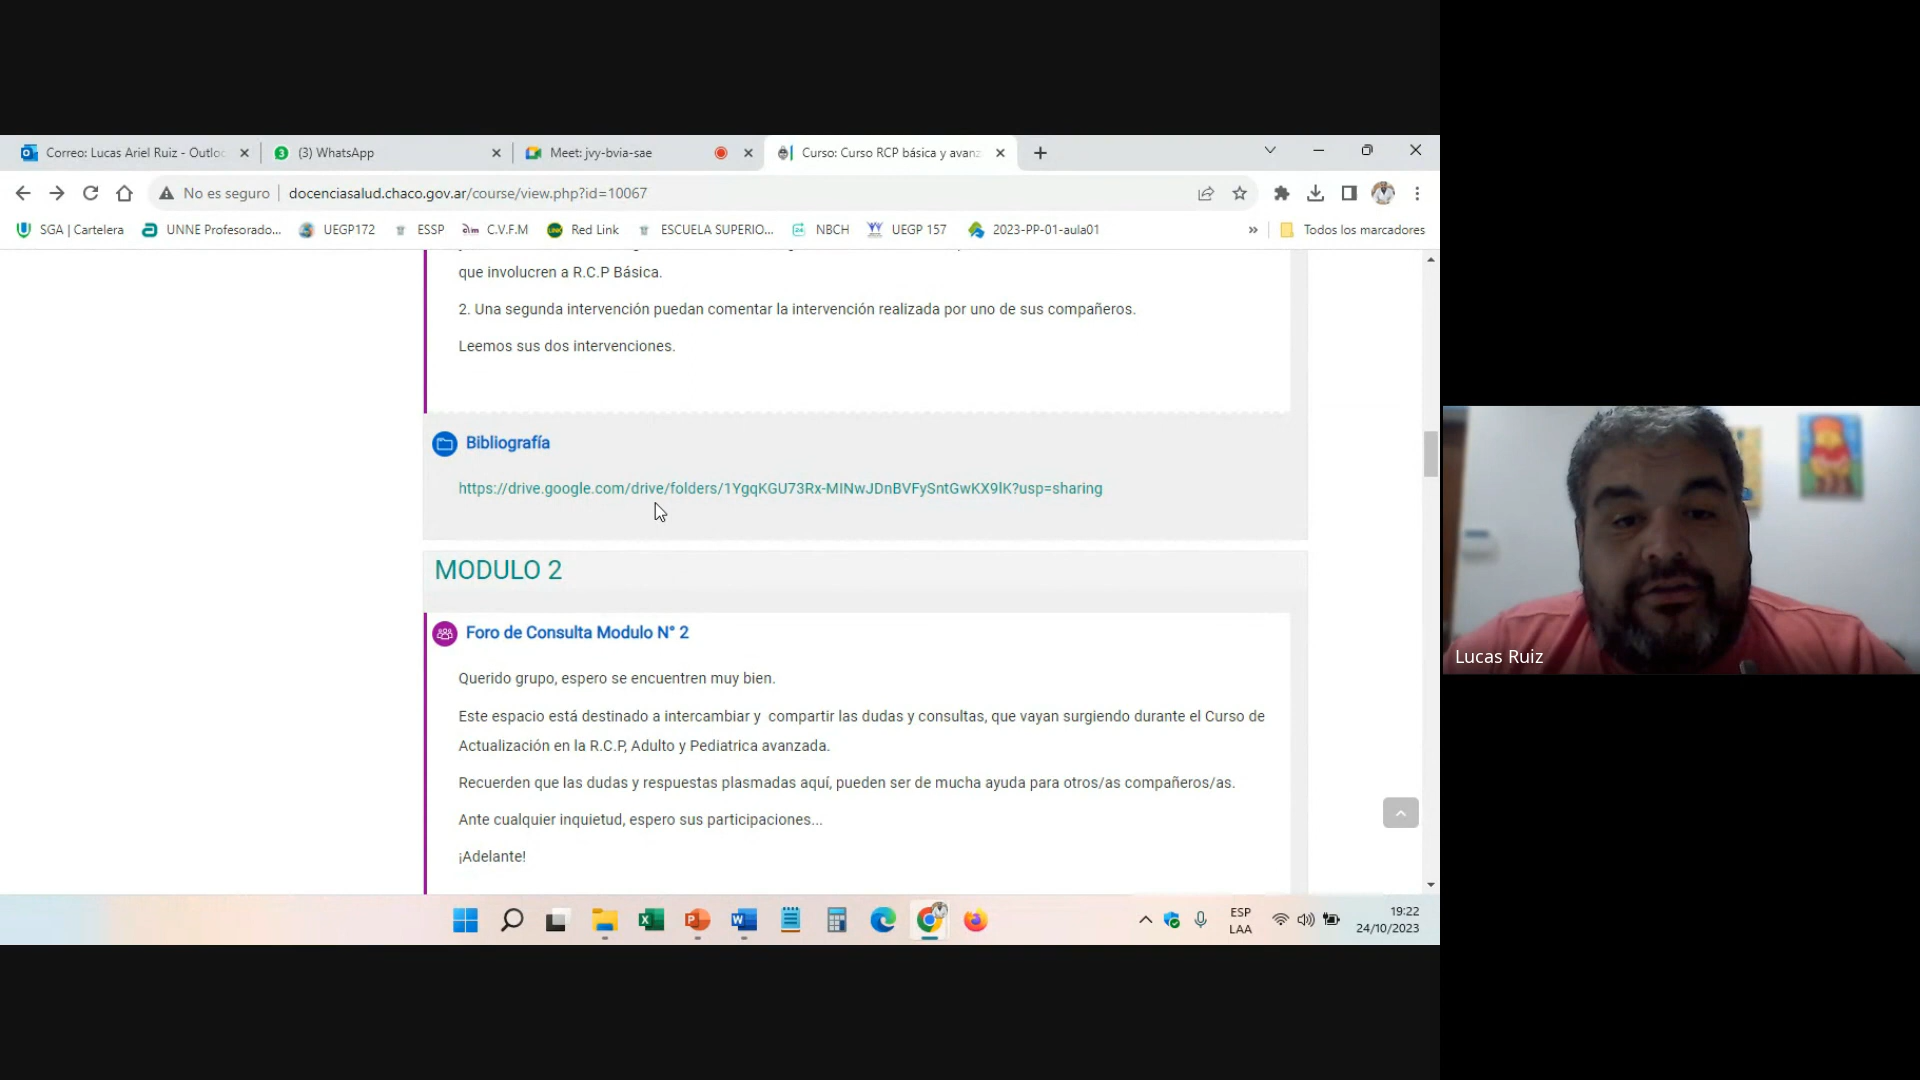 Correo: Lucas Ariel Ruiz - Outloo
(3) WhatsApp
Meet: jvy-bvia-sae
Curso: Curso RCP básica y avanz
No es seguro
docenciasalud.chaco.gov.ar/course/view.php?id=10067
SGA | Cartelera
UNNE Profesorado...
UEGP172
ESSP
C.V.F.M
Red Link
ESCUELA SUPERIO...
NBCH
UEGP 157
2023-PP-01-aula01
»
Todos los marcadores
que involucren a R.C.P Básica.
2. Una segunda intervención puedan comentar la intervención realizada por uno de sus compañeros.
Leemos sus dos intervenciones.
Bibliografía
https://drive.google.com/drive/folders/1YgqKGU73Rx-MINwJDnBVFySntGwKX9lK?usp=sharing
MODULO 2
Foro de Consulta Modulo N° 2
Querido grupo, espero se encuentren muy bien.
Este espacio está destinado a intercambiar y  compartir las dudas y consultas, que vayan surgiendo durante el Curso de
Actualización en la R.C.P, Adulto y Pediatrica avanzada.
Recuerden que las dudas y respuestas plasmadas aquí, pueden ser de mucha ayuda para otros/as compañeros/as.
Ante cualquier inquietud, espero sus participaciones...
¡Adelante!
ESP
LAA
19:22
24/10/2023
Lucas Ruiz